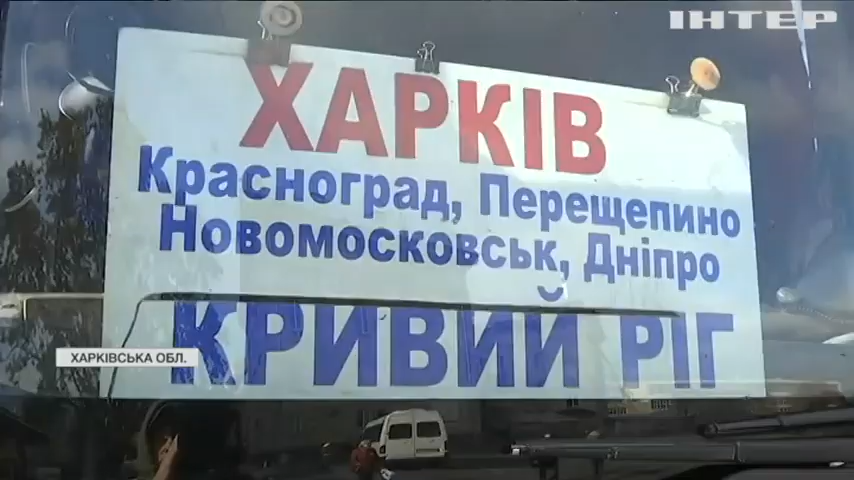 ІНТЕР
ХАРКІВ
Красноград, Перещепино
Новомосковськ, Дніпро
КРИВИЙ РІГ
ХАРКІВСЬКА ОБЛ.